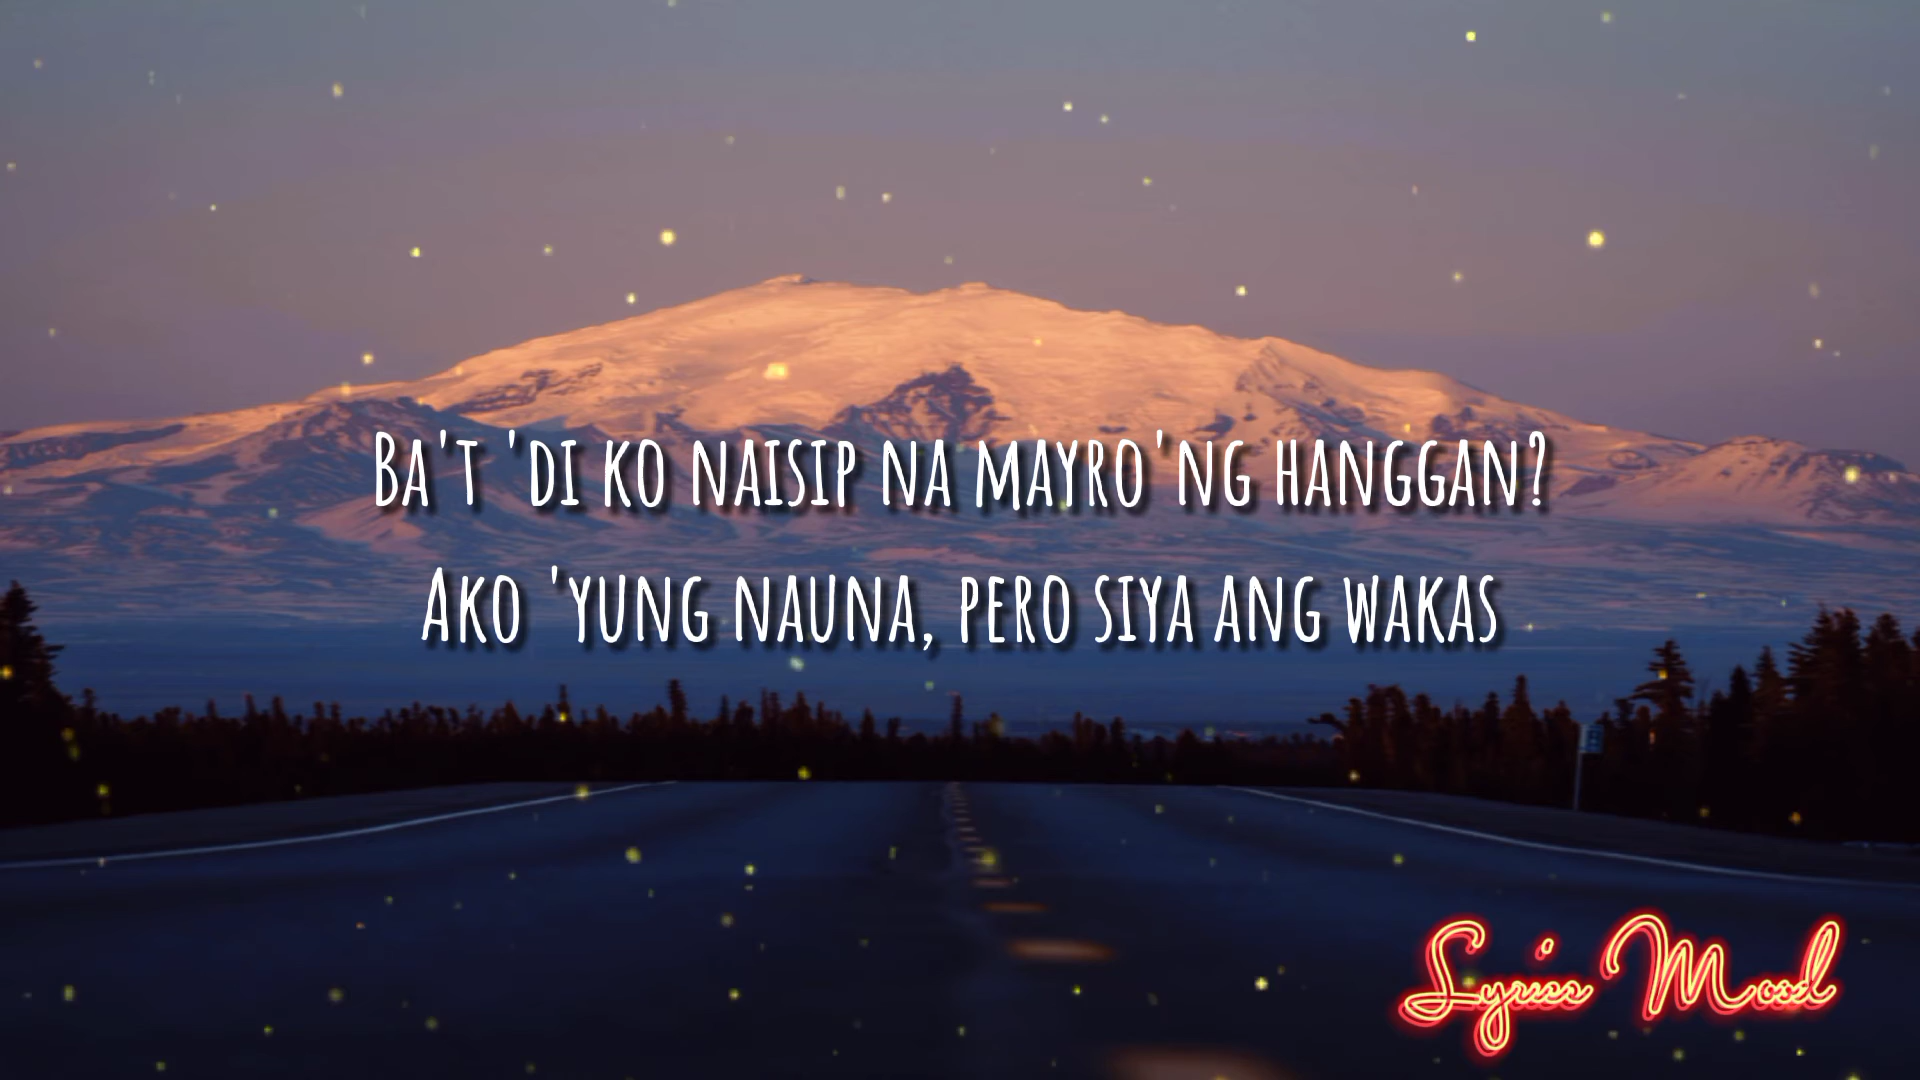 Ba't 'di ko naisip na mayro'ng hanggan?
Ako 'yung nauna, pero siya ang wakas
Lyrics Mood